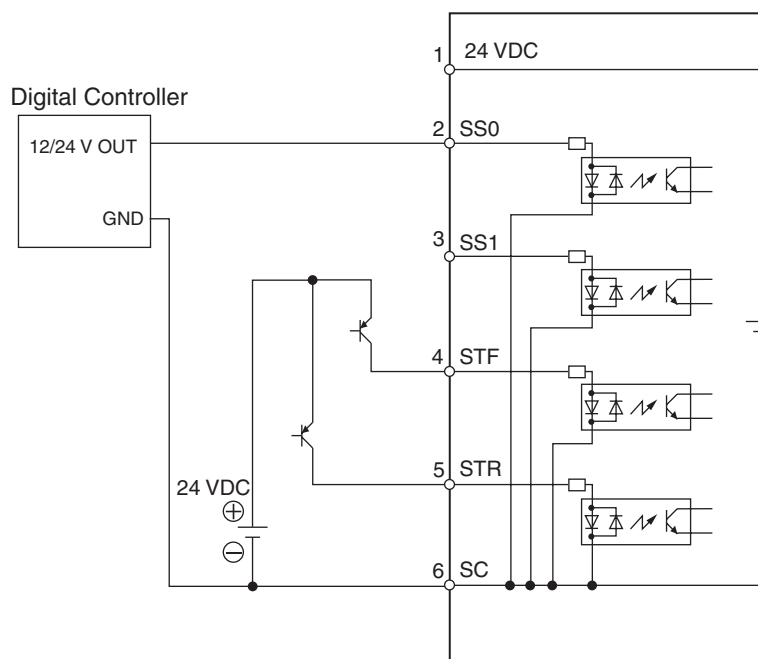 1 24 VDC
Digital Controller
12/24 V OUT
2 SS0
GND
3 SS1
4 STF
5 STR
24 VDC
+
−
6 SC